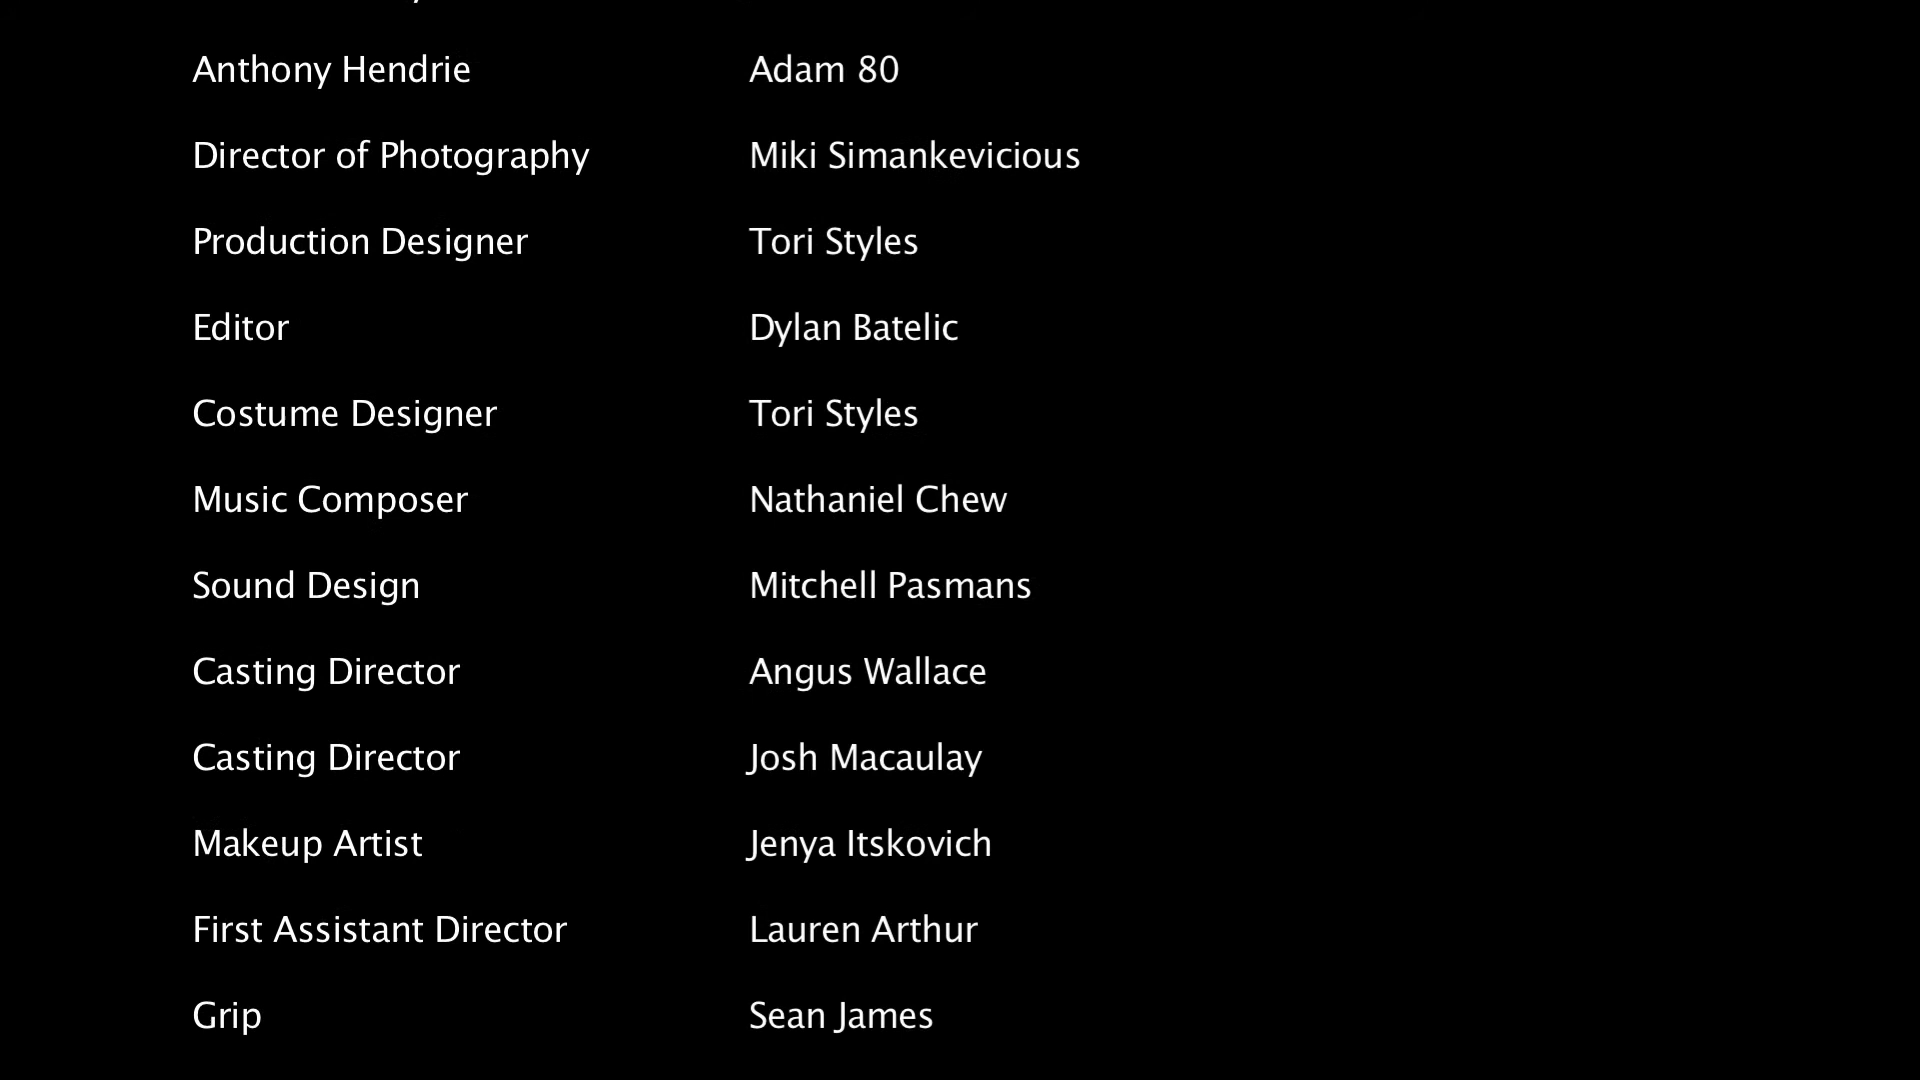 Anthony Hendrie Adam 80
Director of Photography Miki Simankevicious
Production Designer Tori Styles
Editor Dylan Batelic
Costume Designer Tori Styles
Music Composer Nathaniel Chew
Sound Design Mitchell Pasmans
Casting Director Angus Wallace
Casting Director Josh Macaulay
Makeup Artist Jenya Itskovich
First Assistant Director Lauren Arthur
Grip Sean James